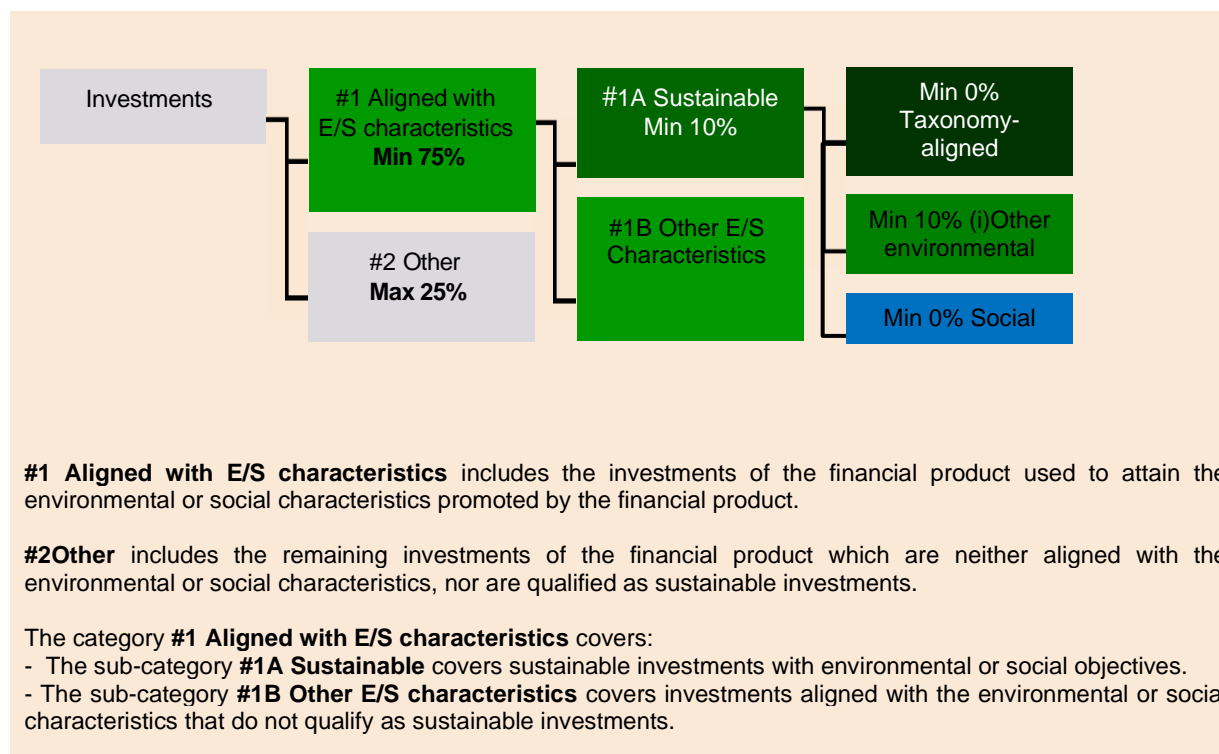 Investments
#1 Aligned with
E/S characteristics
Min 75%
#2 Other
Max 25%
#1A Sustainable
Min 10%
#1B Other E/S
Characteristics
Min 0%
Taxonomy-
aligned
Min 10% (i)Other
environmental
Min 0% Social
#1 Aligned with E/S characteristics includes the investments of the financial product used to attain the
environmental or social characteristics promoted by the financial product.
#2Other includes the remaining investments of the financial product which are neither aligned with the
environmental or social characteristics, nor are qualified as sustainable investments.
The category #1 Aligned with E/S characteristics covers:
- The sub-category #1A Sustainable covers sustainable investments with environmental or social objectives.
- The sub-category #1B Other E/S characteristics covers investments aligned with the environmental or social
characteristics that do not qualify as sustainable investments.